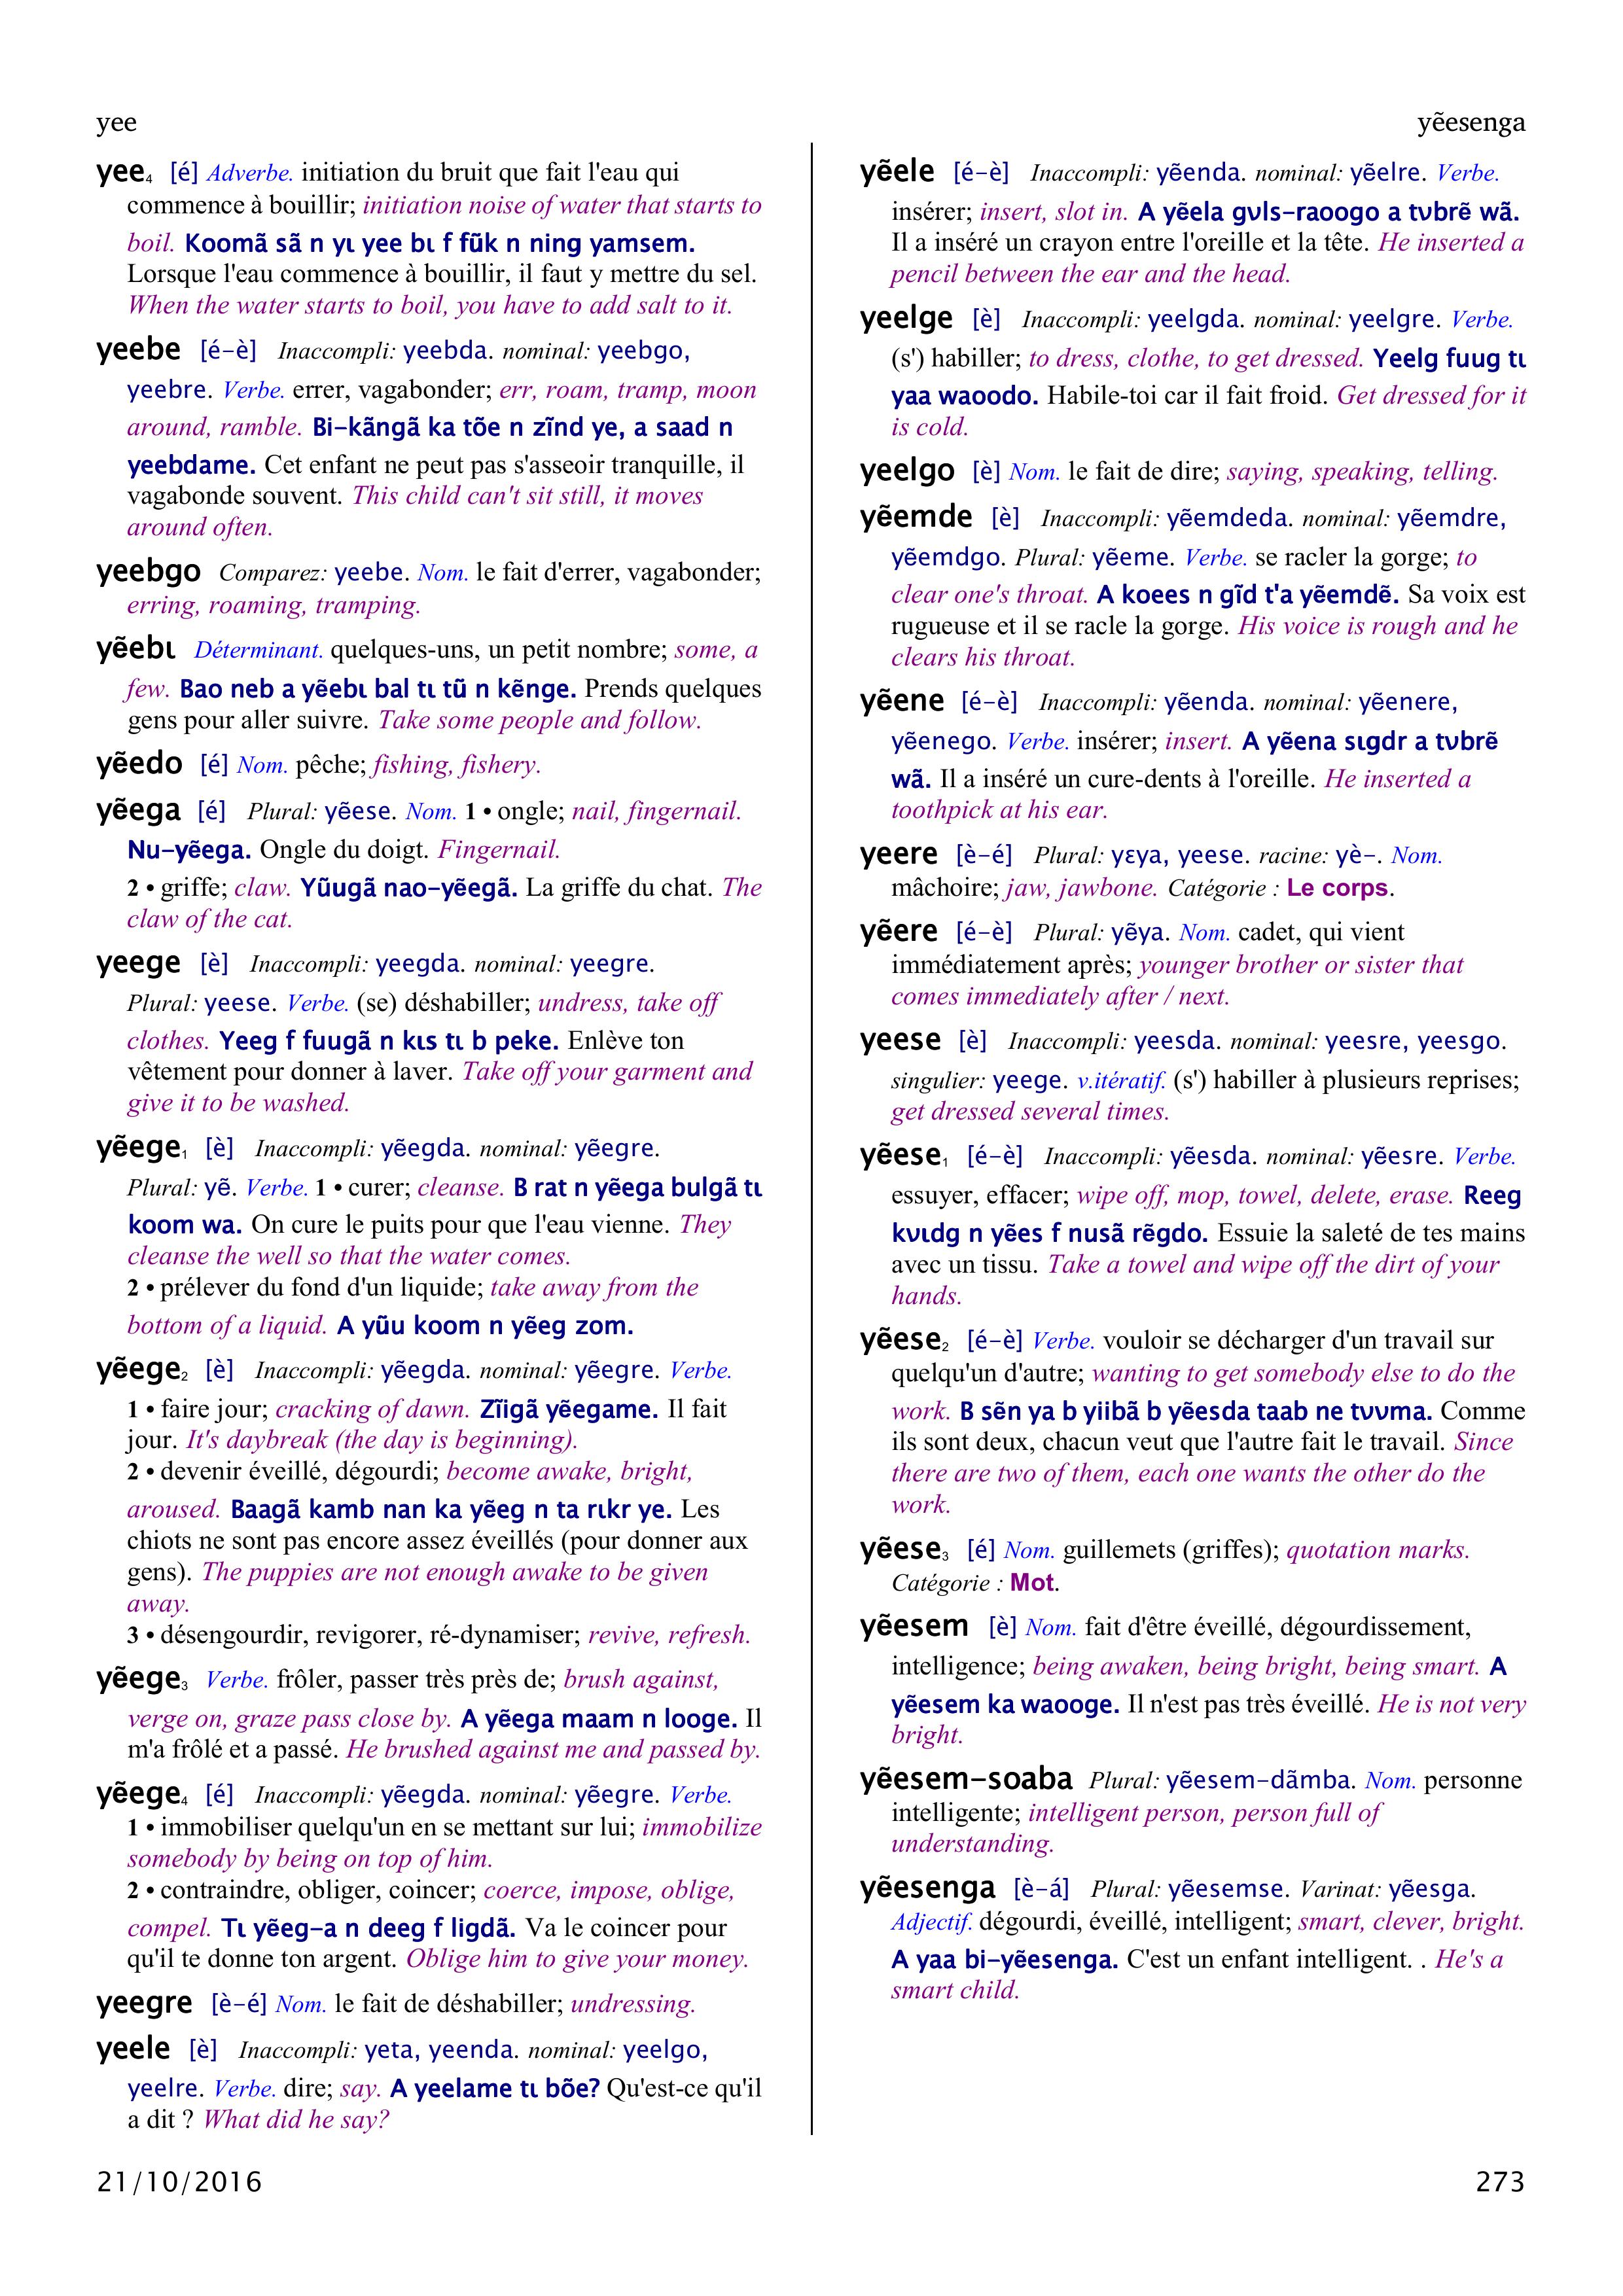 yee
yẽesenga
yee₄ [é] Adverbe. initiation du bruit que fait l'eau qui
commence à bouillir; initiation noise of water that starts to
boil. Koomã sã n yɩ yee bɩ f fũk n ning yamsem.
Lorsque l'eau commence à bouillir, il faut y mettre du sel.
When the water starts to boil, you have to add salt to it.
yeebe [é-è] Inaccompli: yeebda. nominal: yeebgo,
yeebre. Verbe. errer, vagabonder; err, roam, tramp, moon
around, ramble. Bi-kãngã ka tõe n zĩnd ye, a saad n
yeebdame. Cet enfant ne peut pas s'asseoir tranquille, il
vagabonde souvent. This child can't sit still, it moves
around often.
yeebgo Comparez: yeebe. Nom. le fait d'errer, vagabonder;
erring, roaming, tramping.
yẽebɩ Déterminant. quelques-uns, un petit nombre; some, a
few. Bao neb a yẽebɩ bal tɩ tũ n kẽnge. Prends quelques
gens pour aller suivre. Take some people and follow.
yẽedo [é] Nom. pêche; fishing, fishery.
yẽega [é] Plural: yẽese. Nom. 1 • ongle; nail, fingernail.
Nu-yẽega. Ongle du doigt. Fingernail.
2 • griffe; claw. Yũugã nao-yẽegã. La griffe du chat. The
claw of the cat.
yeege [è] Inaccompli: yeegda. nominal: yeegre.
Plural: yeese. Verbe. (se) déshabiller; undress, take off
clothes. Yeeg f fuugã n kɩs tɩ b peke. Enlève ton
vêtement pour donner à laver. Take off your garment and
give it to be washed.
yẽege₁ [è] Inaccompli: yẽegda. nominal: yẽegre.
Plural: yẽ. Verbe. 1 • curer; cleanse. B rat n yẽega bulgã tɩ
koom wa. On cure le puits pour que l'eau vienne. They
cleanse the well so that the water comes.
2 • prélever du fond d'un liquide; take away from the
bottom of a liquid. A yũu koom n yẽeg zom.
yẽege₂ [è] Inaccompli: yẽegda. nominal: yẽegre. Verbe.
1 • faire jour; cracking of dawn. Zĩigã yẽegame. Il fait
jour. It's daybreak (the day is beginning).
2 • devenir éveillé, dégourdi; become awake, bright,
aroused. Baagã kamb nan ka yẽeg n ta rɩkr ye. Les
chiots ne sont pas encore assez éveillés (pour donner aux
gens). The puppies are not enough awake to be given
away.
3 • désengourdir, revigorer, ré-dynamiser; revive, refresh.
yẽege₃ Verbe. frôler, passer très près de; brush against,
verge on, graze pass close by. A yẽega maam n looge. Il
m'a frôlé et a passé. He brushed against me and passed by.
yẽege₄ [é] Inaccompli: yẽegda. nominal: yẽegre. Verbe.
1 • immobiliser quelqu'un en se mettant sur lui; immobilize
somebody by being on top of him.
2 • contraindre, obliger, coincer; coerce, impose, oblige,
compel. Tɩ yẽeg-a n deeg f ligdã. Va le coincer pour
qu'il te donne ton argent. Oblige him to give your money.
yeegre [è-é] Nom. le fait de déshabiller; undressing.
yeele [è] Inaccompli: yeta, yeenda. nominal: yeelgo,
yeelre. Verbe. dire; say. A yeelame tɩ bõe? Qu'est-ce qu'il
a dit ? What did he say?
yẽele [é-è] Inaccompli: yẽenda. nominal: yẽelre. Verbe.
insérer; insert, slot in. A yẽela gʋls-raoogo a tʋbrẽ wã.
Il a inséré un crayon entre l'oreille et la tête. He inserted a
pencil between the ear and the head.
yeelge [è] Inaccompli: yeelgda. nominal: yeelgre. Verbe.
(s') habiller; to dress, clothe, to get dressed. Yeelg fuug tɩ
yaa waoodo. Habile-toi car il fait froid. Get dressed for it
is cold.
yeelgo [è] Nom. le fait de dire; saying, speaking, telling.
yẽemde [è] Inaccompli: yẽemdeda. nominal: yẽemdre,
yẽemdgo. Plural: yẽeme. Verbe. se racler la gorge; to
clear one's throat. A koees n gĩd t'a yẽemdẽ. Sa voix est
rugueuse et il se racle la gorge. His voice is rough and he
clears his throat.
yẽene [é-è] Inaccompli: yẽenda. nominal: yẽenere,
yẽenego. Verbe. insérer; insert. A yẽena sɩgdr a tʋbrẽ
wã. Il a inséré un cure-dents à l'oreille. He inserted a
toothpick at his ear.
yeere [è-é] Plural: yɛya, yeese. racine: yè-. Nom.
mâchoire; jaw, jawbone. Catégorie : Le corps.
yẽere [é-è] Plural: yẽya. Nom. cadet, qui vient
immédiatement après; younger brother or sister that
comes immediately after / next.
yeese [è] Inaccompli: yeesda. nominal: yeesre, yeesgo.
singulier: yeege. v.itératif. (s') habiller à plusieurs reprises;
get dressed several times.
yẽese₁ [é-è] Inaccompli: yẽesda. nominal: yẽesre. Verbe.
essuyer, effacer; wipe off, mop, towel, delete, erase. Reeg
kʋɩdg n yẽes f nusã rẽgdo. Essuie la saleté de tes mains
avec un tissu. Take a towel and wipe off the dirt of your
hands.
yẽese₂ [é-è] Verbe. vouloir se décharger d'un travail sur
quelqu'un d'autre; wanting to get somebody else to do the
work. B sẽn ya b yiibã b yẽesda taab ne tʋʋma. Comme
ils sont deux, chacun veut que l'autre fait le travail. Since
there are two of them, each one wants the other do the
work.
yẽese₃ [é] Nom. guillemets (griffes); quotation marks.
Catégorie : Mot.
yẽesem [è] Nom. fait d'être éveillé, dégourdissement,
intelligence; being awaken, being bright, being smart. A
yẽesem ka waooge. Il n'est pas très éveillé. He is not very
bright.
yẽesem-soaba Plural: yẽesem-dãmba. Nom. personne
intelligente; intelligent person, person full of
understanding.
yẽesenga [è-á] Plural: yẽesemse. Varinat: yẽesga.
Adjectif. dégourdi, éveillé, intelligent; smart, clever, bright.
A yaa bi-yẽesenga. C'est un enfant intelligent. . He's a
smart child.
21/10/2016
273